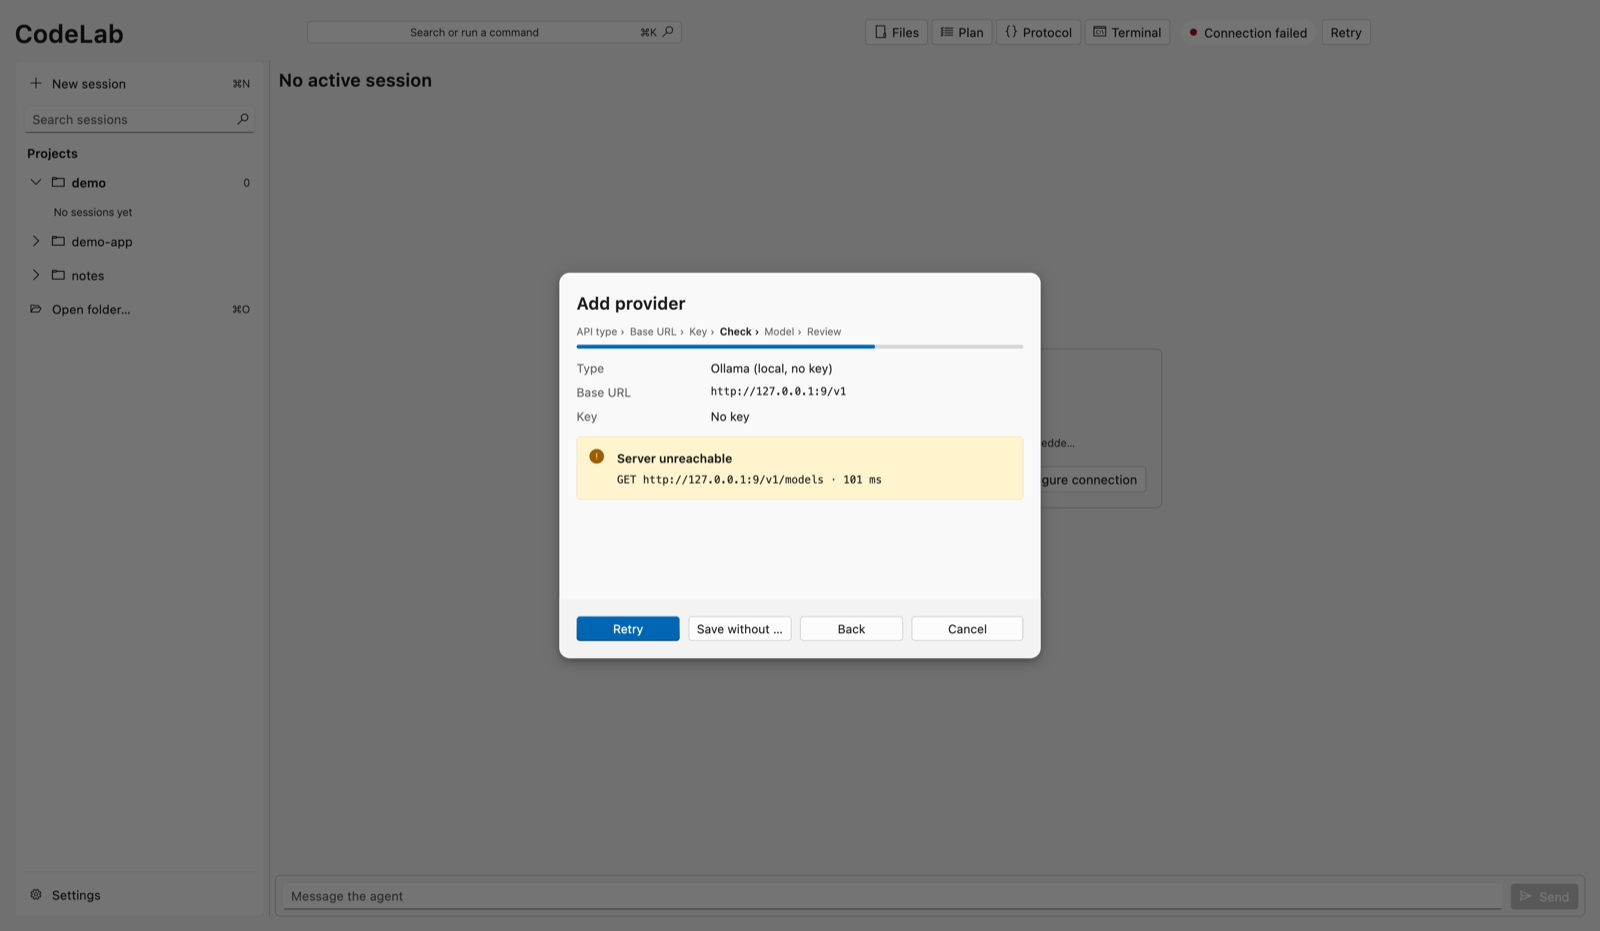 CodeLab
Search or run a command ⌘K
Files
Plan
Protocol
Terminal
Connection failed
Retry
New session ⌘N
Search sessions
Projects
demo 0
No sessions yet
demo-app
notes
Open folder... ⌘O
Settings
No active session
edde...
gure connection
Message the agent
Send
Add provider
API type › Base URL › Key › Check › Model › Review
Type Ollama (local, no key)
Base URL http://127.0.0.1:9/v1
Key No key
Server unreachable
GET http://127.0.0.1:9/v1/models · 101 ms
Retry
Save without ...
Back
Cancel